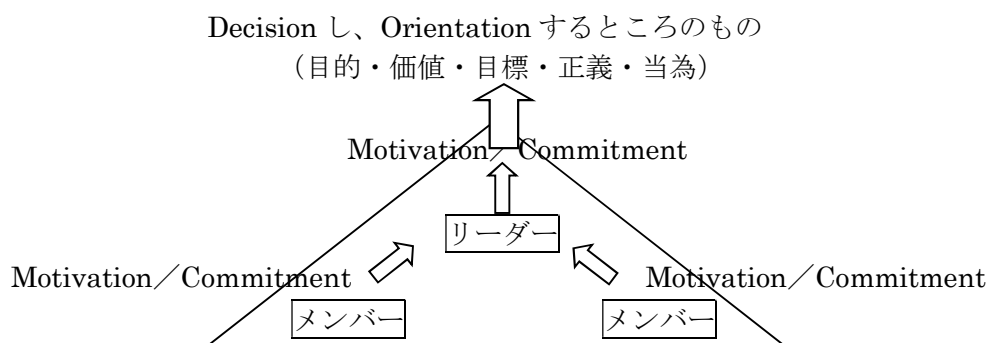 Decision し、Orientation するところのもの
（目的・価値・目標・正義・当為）
Motivation／Commitment
リーダー
Motivation／Commitment
Motivation／Commitment
メンバー
メンバー